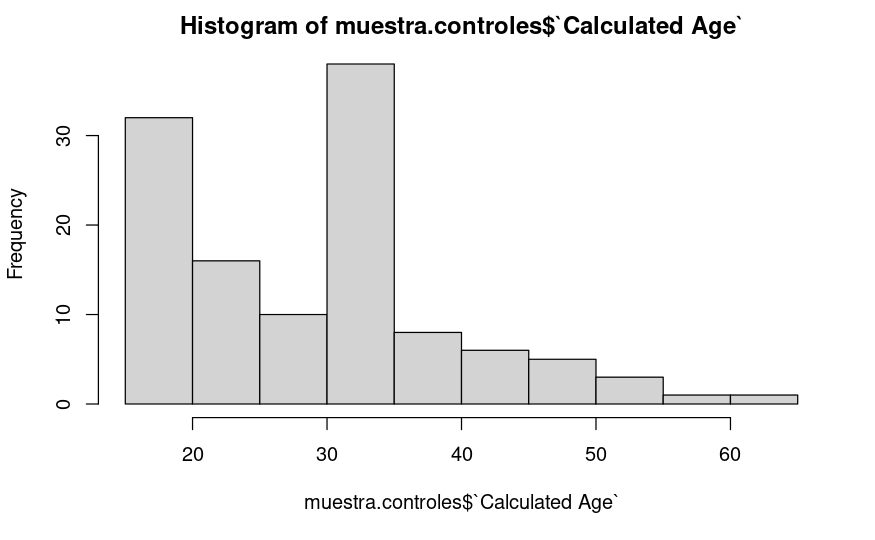 Histogram of muestra.controles$`Calculated Age`
Frequency
30
20
10
0
20 30 40 50 60
muestra.controles$`Calculated Age`